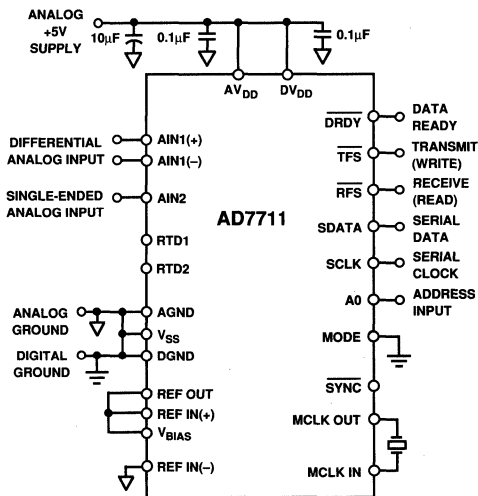 ANALOG
+5V
SUPPLY
10μF
0.1μF
0.1μF
AVDD
DVDD
DRDY
DATA
READY
DIFFERENTIAL
ANALOG INPUT
AIN1(+)
AIN1(–)
TFS
TRANSMIT
(WRITE)
RFS
RECEIVE
(READ)
SINGLE-ENDED
ANALOG INPUT
AIN2
AD7711
SDATA
SERIAL
DATA
RTD1
RTD2
SCLK
SERIAL
CLOCK
A0
ADDRESS
INPUT
ANALOG
GROUND
AGND
VSS
MODE
DIGITAL
GROUND
DGND
SYNC
REF OUT
REF IN(+)
VBIAS
MCLK OUT
REF IN(–)
MCLK IN